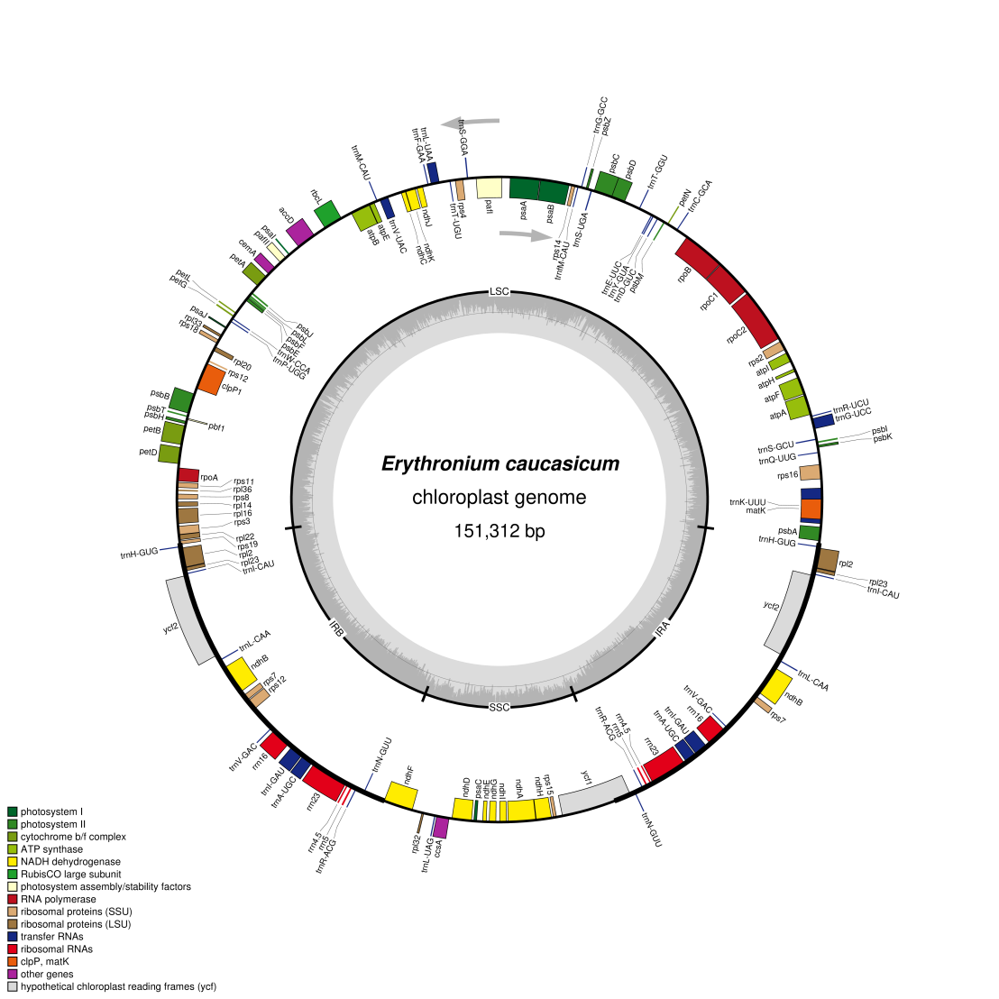 Erythronium caucasicum
chloroplast genome
151,312 bp
LSC
IRA
SSC
IRB
pafI
psaA
psaB
rps14
trnfM-CAU
trnG-GCC
psbZ
trnS-UGA
psbC
psbD
trnT-GGU
trnE-UUC
trnY-GUA
trnD-GUC
psbM
petN
trnC-GCA
rpoB
rpoC1
rpoC2
rps2
atpI
atpH
atpF
atpA
trnR-UCU
trnG-UCC
psbI
psbK
trnS-GCU
trnQ-UUG
rps16
trnK-UUU
matK
psbA
trnH-GUG
rpl2
rpl23
trnI-CAU
ycf2
trnL-CAA
ndhB
rps7
trnV-GAC
rrn16
trnI-GAU
trnA-UGC
rrn23
rrn4.5
rrn5
trnR-ACG
trnN-GUU
ycf1
rps15
ndhH
ndhA
ndhI
ndhG
ndhE
psaC
ndhD
ccsA
trnL-UAG
rpl32
ndhF
trnN-GUU
trnR-ACG
rrn5
rrn4.5
rrn23
trnA-UGC
trnI-GAU
rrn16
trnV-GAC
rps12
rps7
ndhB
trnL-CAA
ycf2
trnI-CAU
rpl23
rpl2
trnH-GUG
rps19
rpl22
rps3
rpl16
rpl14
rps8
rpl36
rps11
rpoA
petD
petB
psbH
psbT
pbf1
psbB
clpP1
rps12
rpl20
rps18
rpl33
psaJ
trnP-UGG
trnW-CCA
psbE
psbF
psbL
psbJ
petG
petL
petA
cemA
pafII
psaI
accD
rbcL
atpB
atpE
trnM-CAU
trnV-UAC
ndhC
ndhK
ndhJ
trnF-GAA
trnL-UAA
trnT-UGU
rps4
trnS-GGA
photosystem I
photosystem II
cytochrome b/f complex
ATP synthase
NADH dehydrogenase
RubisCO large subunit
photosystem assembly/stability factors
RNA polymerase
ribosomal proteins (SSU)
ribosomal proteins (LSU)
transfer RNAs
ribosomal RNAs
clpP, matK
other genes
hypothetical chloroplast reading frames (ycf)